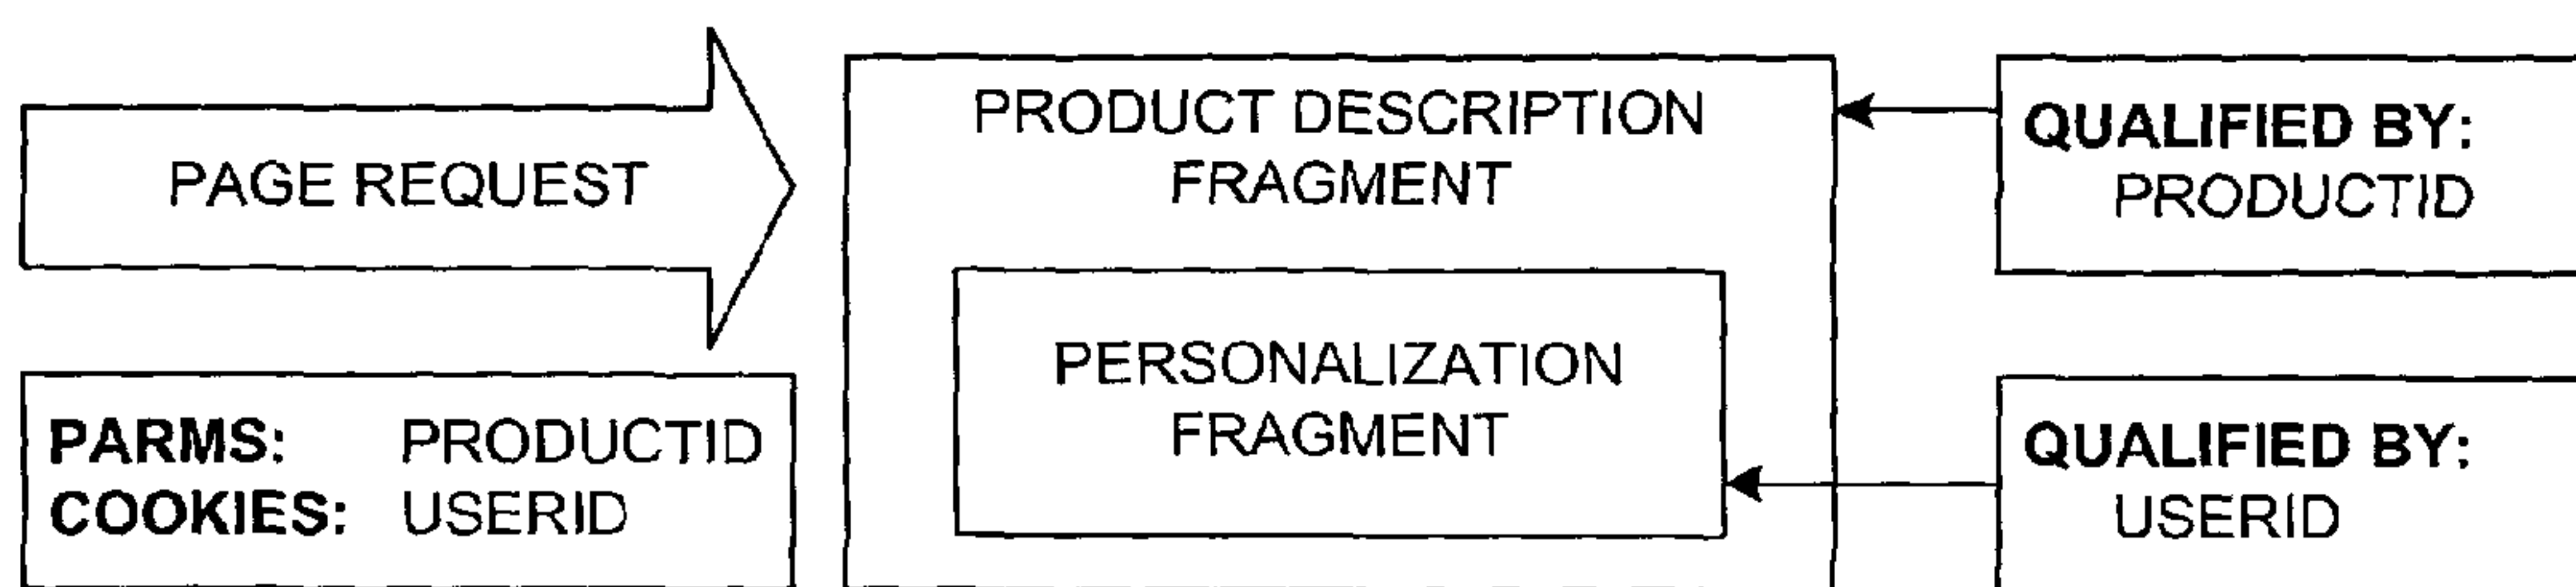 PAGE REQUEST
PARMS: PRODUCTID
COOKIES: USERID
PRODUCT DESCRIPTION
FRAGMENT
PERSONALIZATION
FRAGMENT
QUALIFIED BY:
PRODUCTID
QUALIFIED BY:
USERID